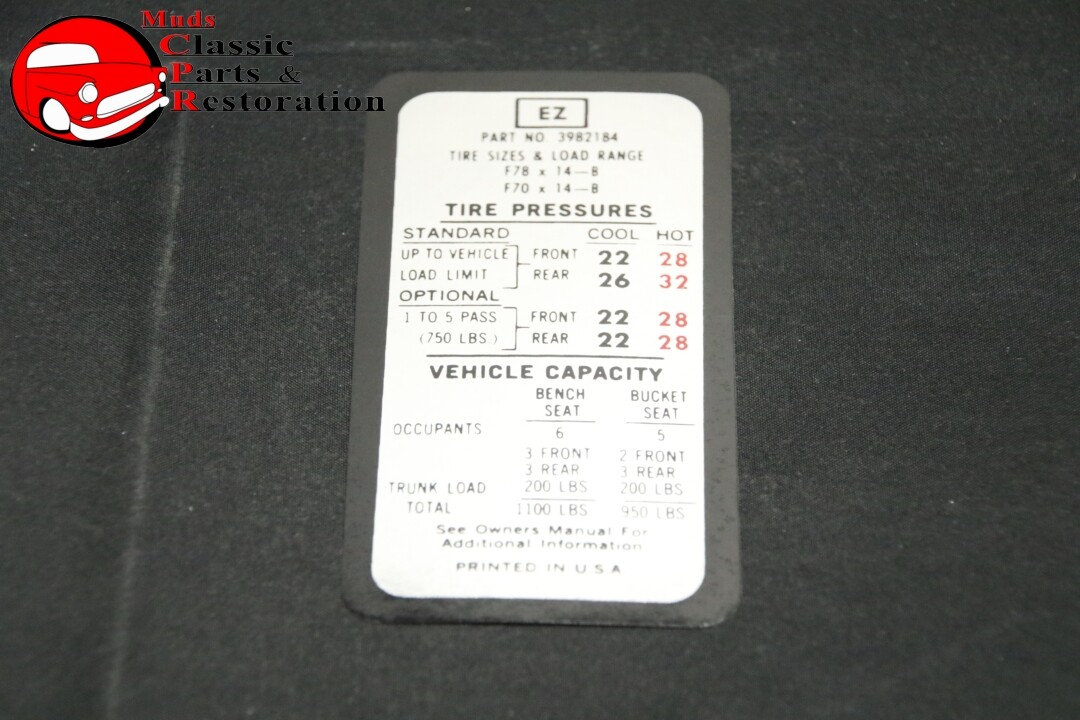 Muds
Classic
Parts &
Restoration
EZ
PART NO 3982184
TIRE SIZES & LOAD RANGE
F78 x 14—B
F70 x 14—B
TIRE PRESSURES
STANDARD COOL HOT
UP TO VEHICLE FRONT 22 28
LOAD LIMIT REAR 26 32
OPTIONAL
1 TO 5 PASS FRONT 22 28
(750 LBS) REAR 22 28
VEHICLE CAPACITY
BENCH BUCKET
SEAT SEAT
OCCUPANTS 6 5
3 FRONT 2 FRONT
3 REAR 3 REAR
TRUNK LOAD 200 LBS 200 LBS
TOTAL 1100 LBS 950 LBS
See Owners Manual For
Additional Information
PRINTED IN U S A